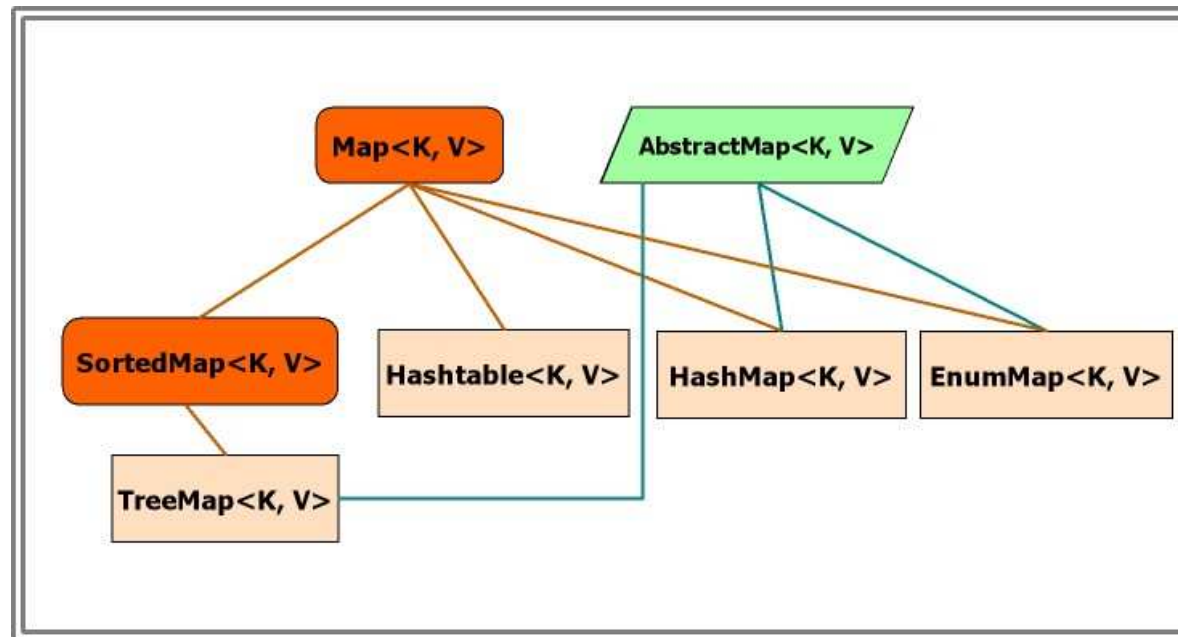 Map<K, V>
AbstractMap<K, V>
SortedMap<K, V>
Hashtable<K, V>
HashMap<K, V>
EnumMap<K, V>
TreeMap<K, V>